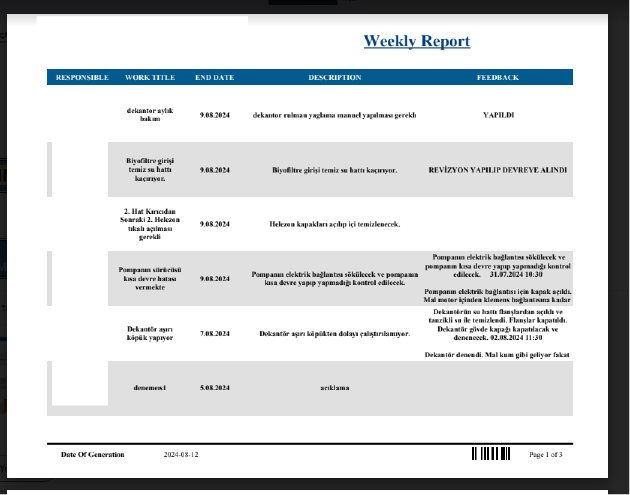 Weekly Report
RESPONSIBLE WORK TITLE END DATE DESCRIPTION FEEDBACK
dekantor aylık
bakım
9.08.2024
dekantor rulman yaglama manuel yapılması gerekli
YAPILDI
Biyofiltre girişi
temiz su hattı
kaçırıyor.
9.08.2024
Biyofiltre girişi temiz su hattı kaçırıyor.
REVİZYON YAPILIP DEVREYE ALINDI
2. Hat Kırıcıdan
Sonraki 2. Helezon
tıkalı açılması
gerekli
9.08.2024
Helezon kapakları açılıp içi temizlenecek.
Pompanın sürücüsü
kısa devre hatası
vermekte
9.08.2024
Pompanın elektrik bağlantısı sökülecek ve pompanın
kısa devre yapıp yapmadığı kontrol edilecek.
Pompanın elektrik bağlantısı sökülecek ve
pompanın kısa devre yapıp yapmadığı kontrol
edilecek. 31.07.2024 10:30
Pompanın elektrik bağlantısı için kapak açıldı.
Mal motor içinden klemens bağlantısına kadar
Dekantör aşırı
köpük yapıyor
7.08.2024
Dekantör aşırı köpükten dolayı çalıştırılamıyor.
Dekantörün su hattı flanşlardan açıldı ve
tazyikli su ile temizlendi. Flanşlar kapatıldı.
Dekantör gövde kapağı kapatılacak ve
denenecek. 02.08.2024 11:30
Dekantör denendi. Mal kum gibi geliyor fakat
denemes1
5.08.2024
acıklama
Date Of Generation 2024-08-12
Page 1 of 3